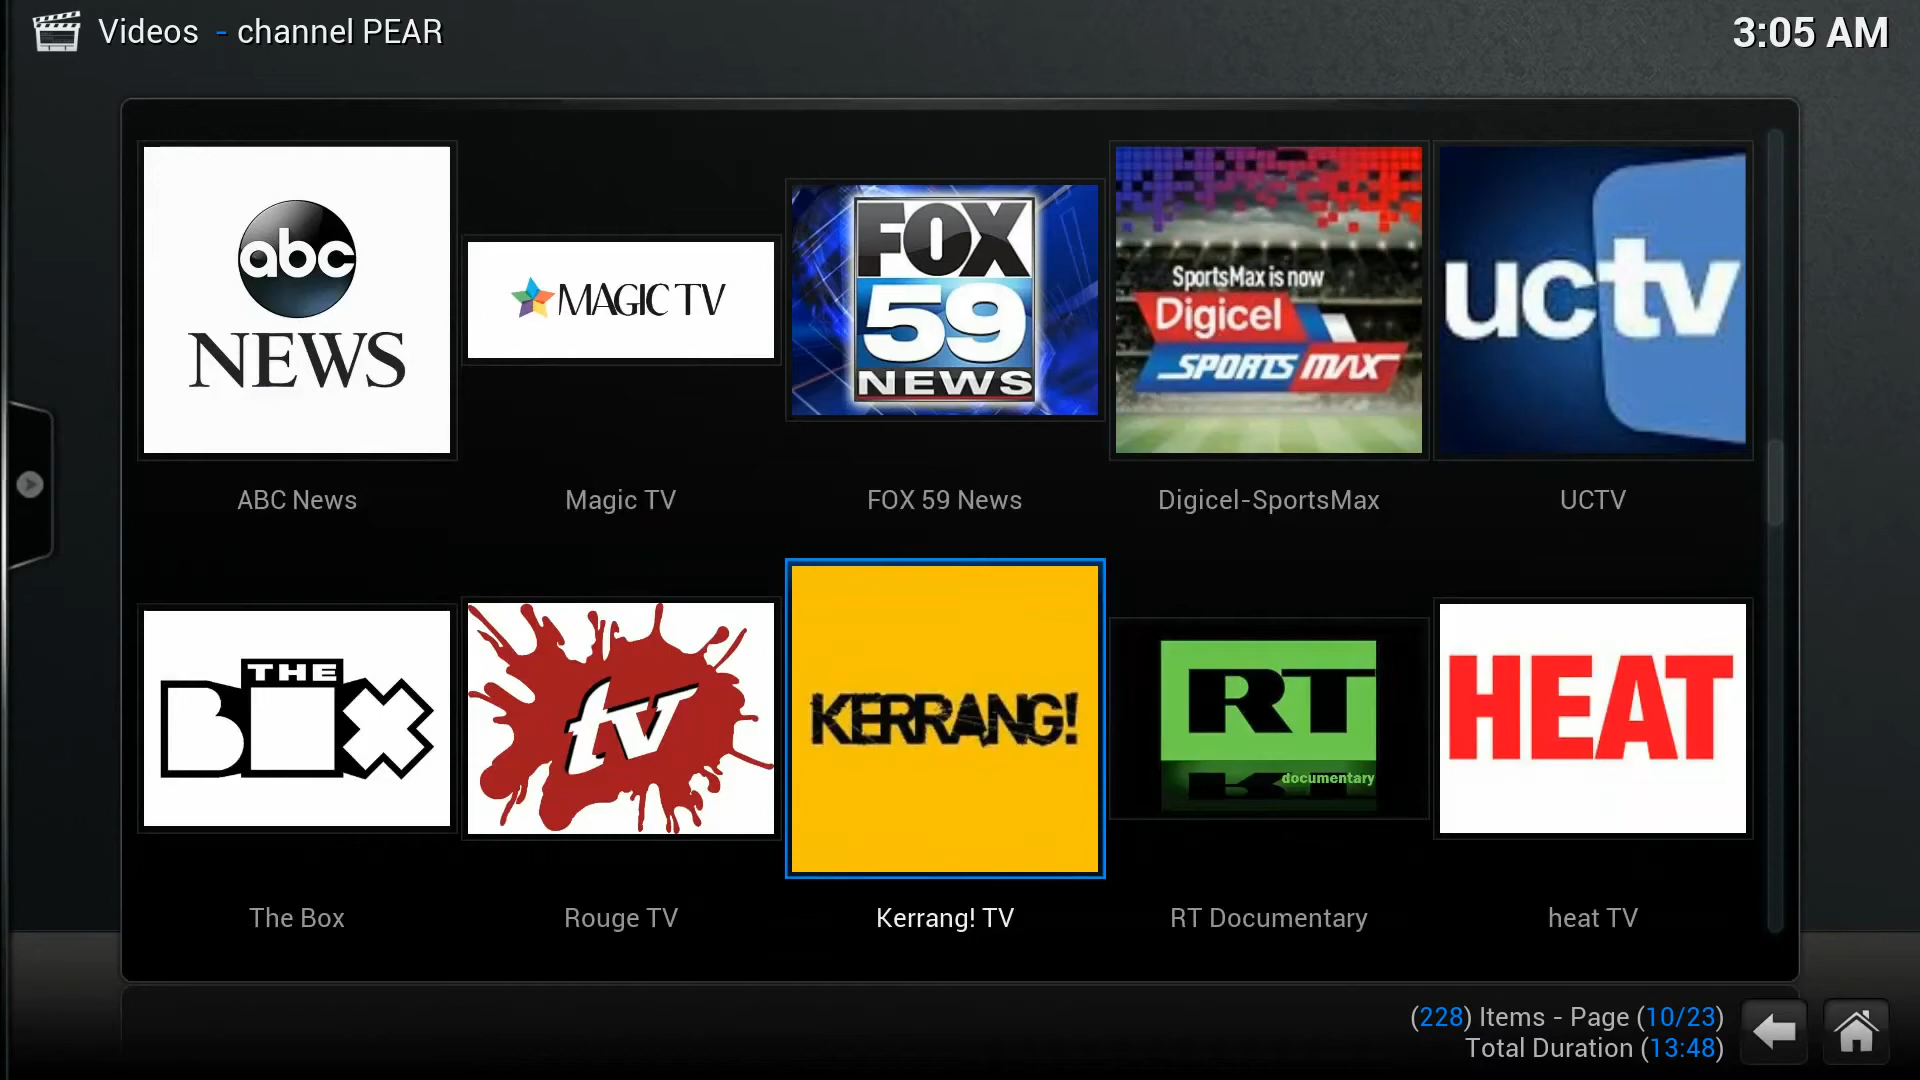 Videos - channel PEAR
3:05 AM
abc
NEWS
MAGIC TV
FOX
59
NEWS
SportsMax is now
Digicel
SPORTS MAX
uctv
ABC News
Magic TV
FOX 59 News
Digicel-SportsMax
UCTV
THE
BOX
tv
KERRANG!
RT
documentary
HEAT
The Box
Rouge TV
Kerrang! TV
RT Documentary
heat TV
(228) Items - Page (10/23)
Total Duration (13:48)